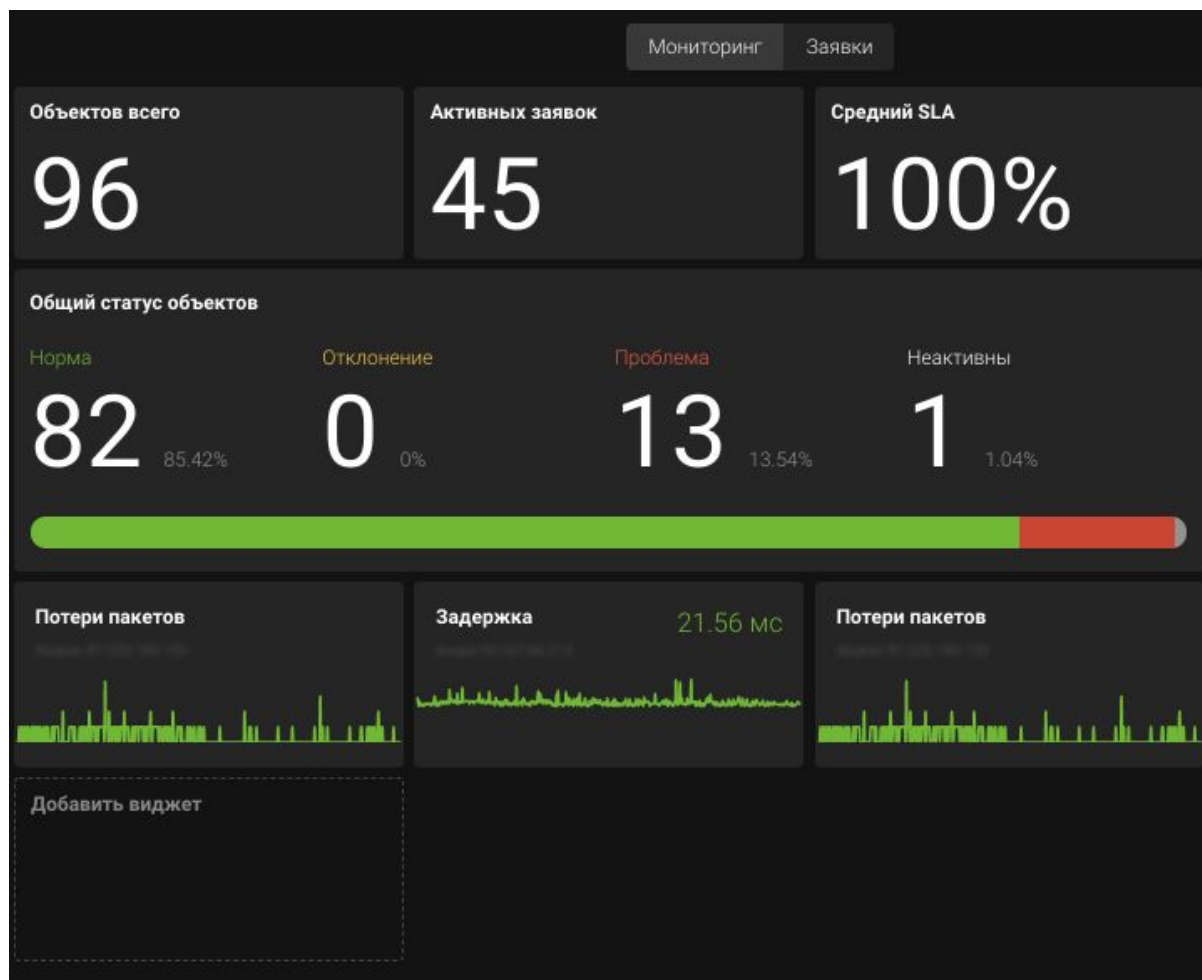 Мониторинг Заявки
Объектов всего Активных заявок Средний SLA
96 45 100%
Общий статус объектов
Норма Отклонение Проблема Неактивны
82 85.42% 0 0% 13 13.54% 1 1.04%
Потери пакетов Задержка 21.56 мс Потери пакетов
Добавить виджет